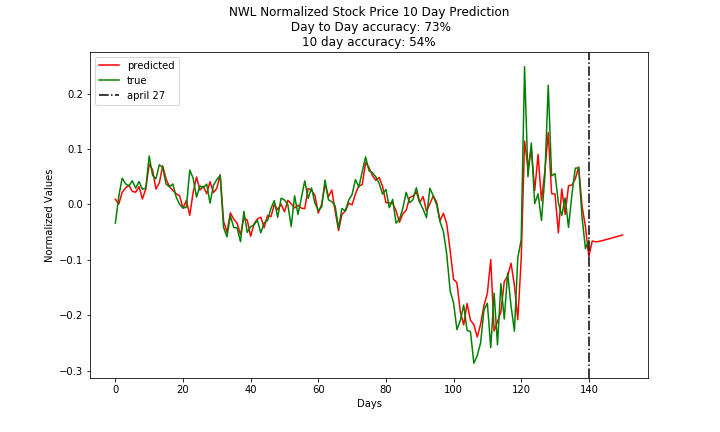 NWL Normalized Stock Price 10 Day Prediction
Day to Day accuracy: 73%
10 day accuracy: 54%
predicted
true
april 27
Normalized Values
0.2
0.1
0.0
−0.1
−0.2
−0.3
0 20 40 60 80 100 120 140
Days